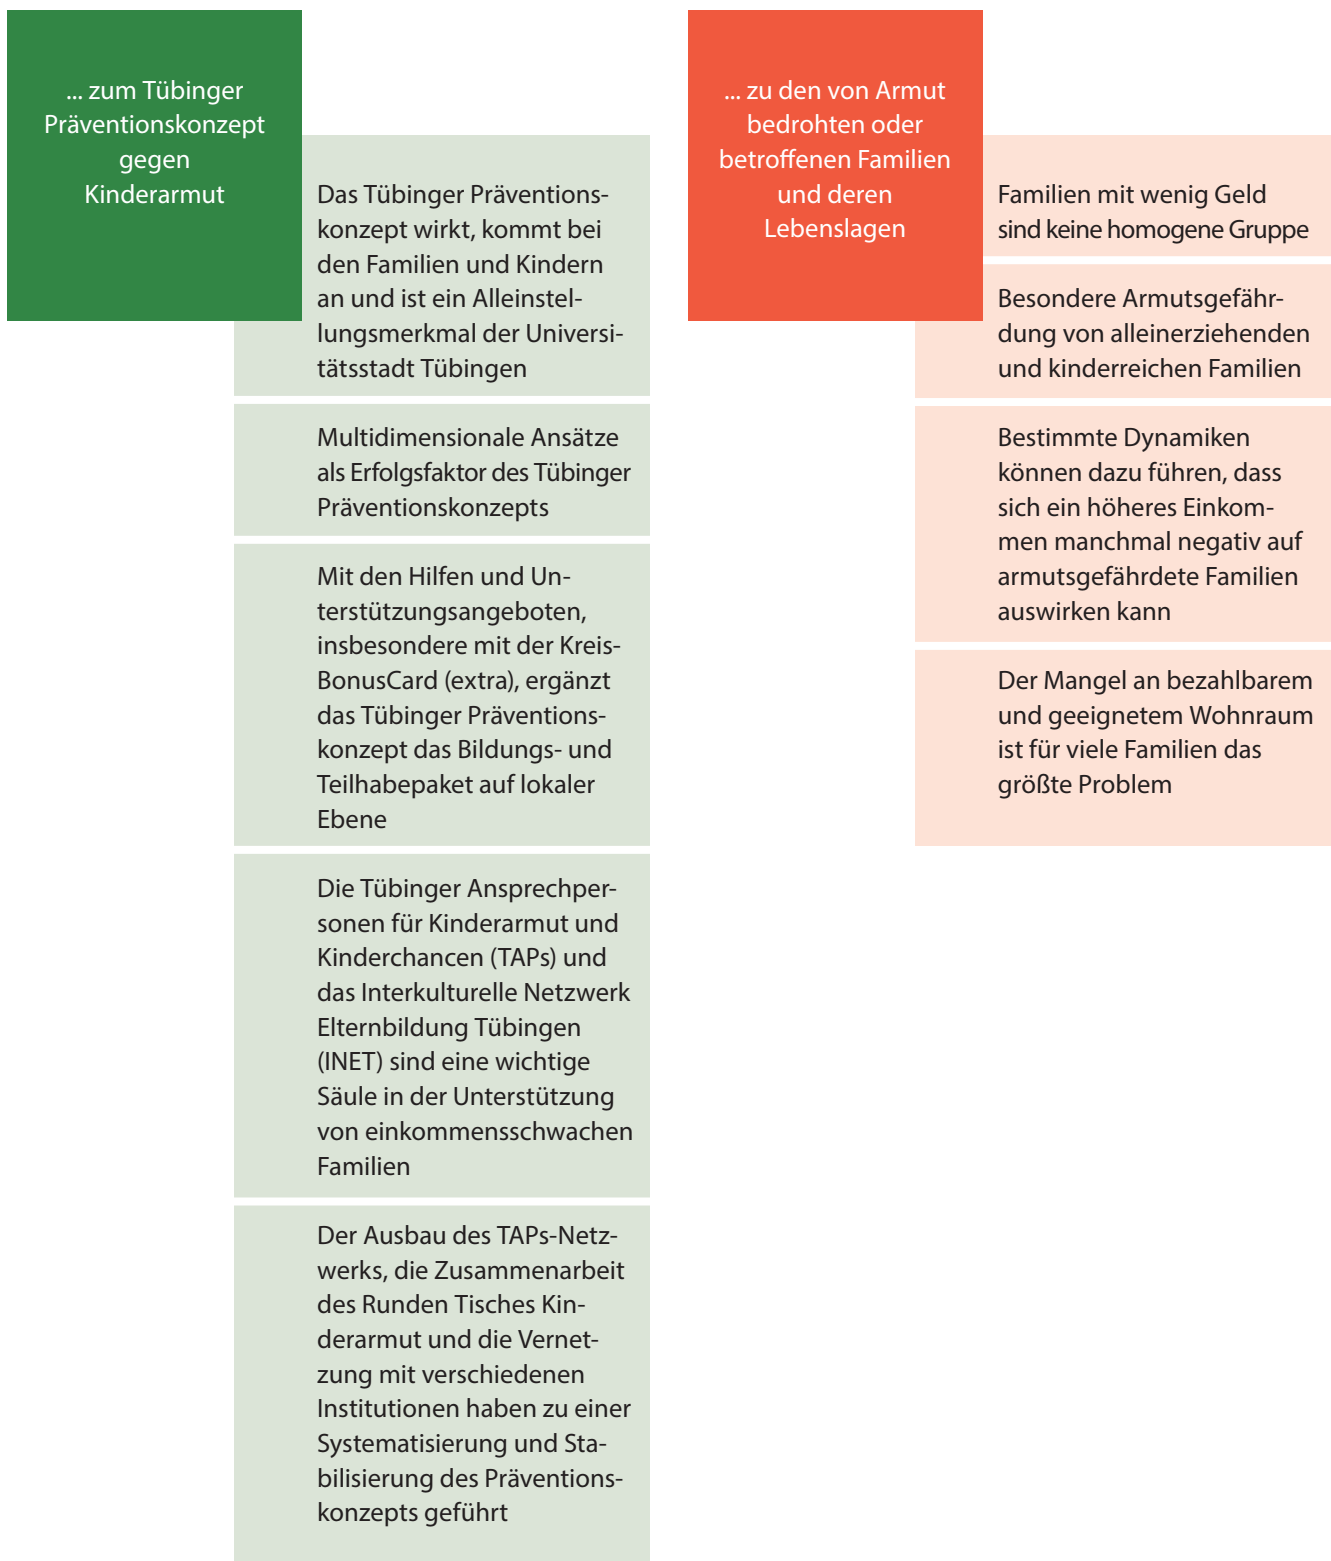 ... zum Tübinger
Präventionskonzept
gegen
Kinderarmut
Das Tübinger Präventions-
konzept wirkt, kommt bei
den Familien und Kindern
an und ist ein Alleinstel-
lungsmerkmal der Universi-
tätsstadt Tübingen
Multidimensionale Ansätze
als Erfolgsfaktor des Tübinger
Präventionskonzepts
Mit den Hilfen und Un-
terstützungsangeboten,
insbesondere mit der Kreis-
BonusCard (extra), ergänzt
das Tübinger Präventions-
konzept das Bildungs- und
Teilhabepaket auf lokaler
Ebene
Die Tübinger Ansprechper-
sonen für Kinderarmut und
Kinderchancen (TAPs) und
das Interkulturelle Netzwerk
Elternbildung Tübingen
(INET) sind eine wichtige
Säule in der Unterstützung
von einkommensschwachen
Familien
Der Ausbau des TAPs-Netz-
werks, die Zusammenarbeit
des Runden Tisches Kin-
derarmut und die Vernet-
zung mit verschiedenen
Institutionen haben zu einer
Systematisierung und Sta-
bilisierung des Präventions-
konzepts geführt
... zu den von Armut
bedrohten oder
betroffenen Familien
und deren
Lebenslagen
Familien mit wenig Geld
sind keine homogene Gruppe
Besondere Armutsgefähr-
dung von alleinerziehenden
und kinderreichen Familien
Bestimmte Dynamiken
können dazu führen, dass
sich ein höheres Einkom-
men manchmal negativ auf
armutsgefährdete Familien
auswirken kann
Der Mangel an bezahlbarem
und geeignetem Wohnraum
ist für viele Familien das
größte Problem